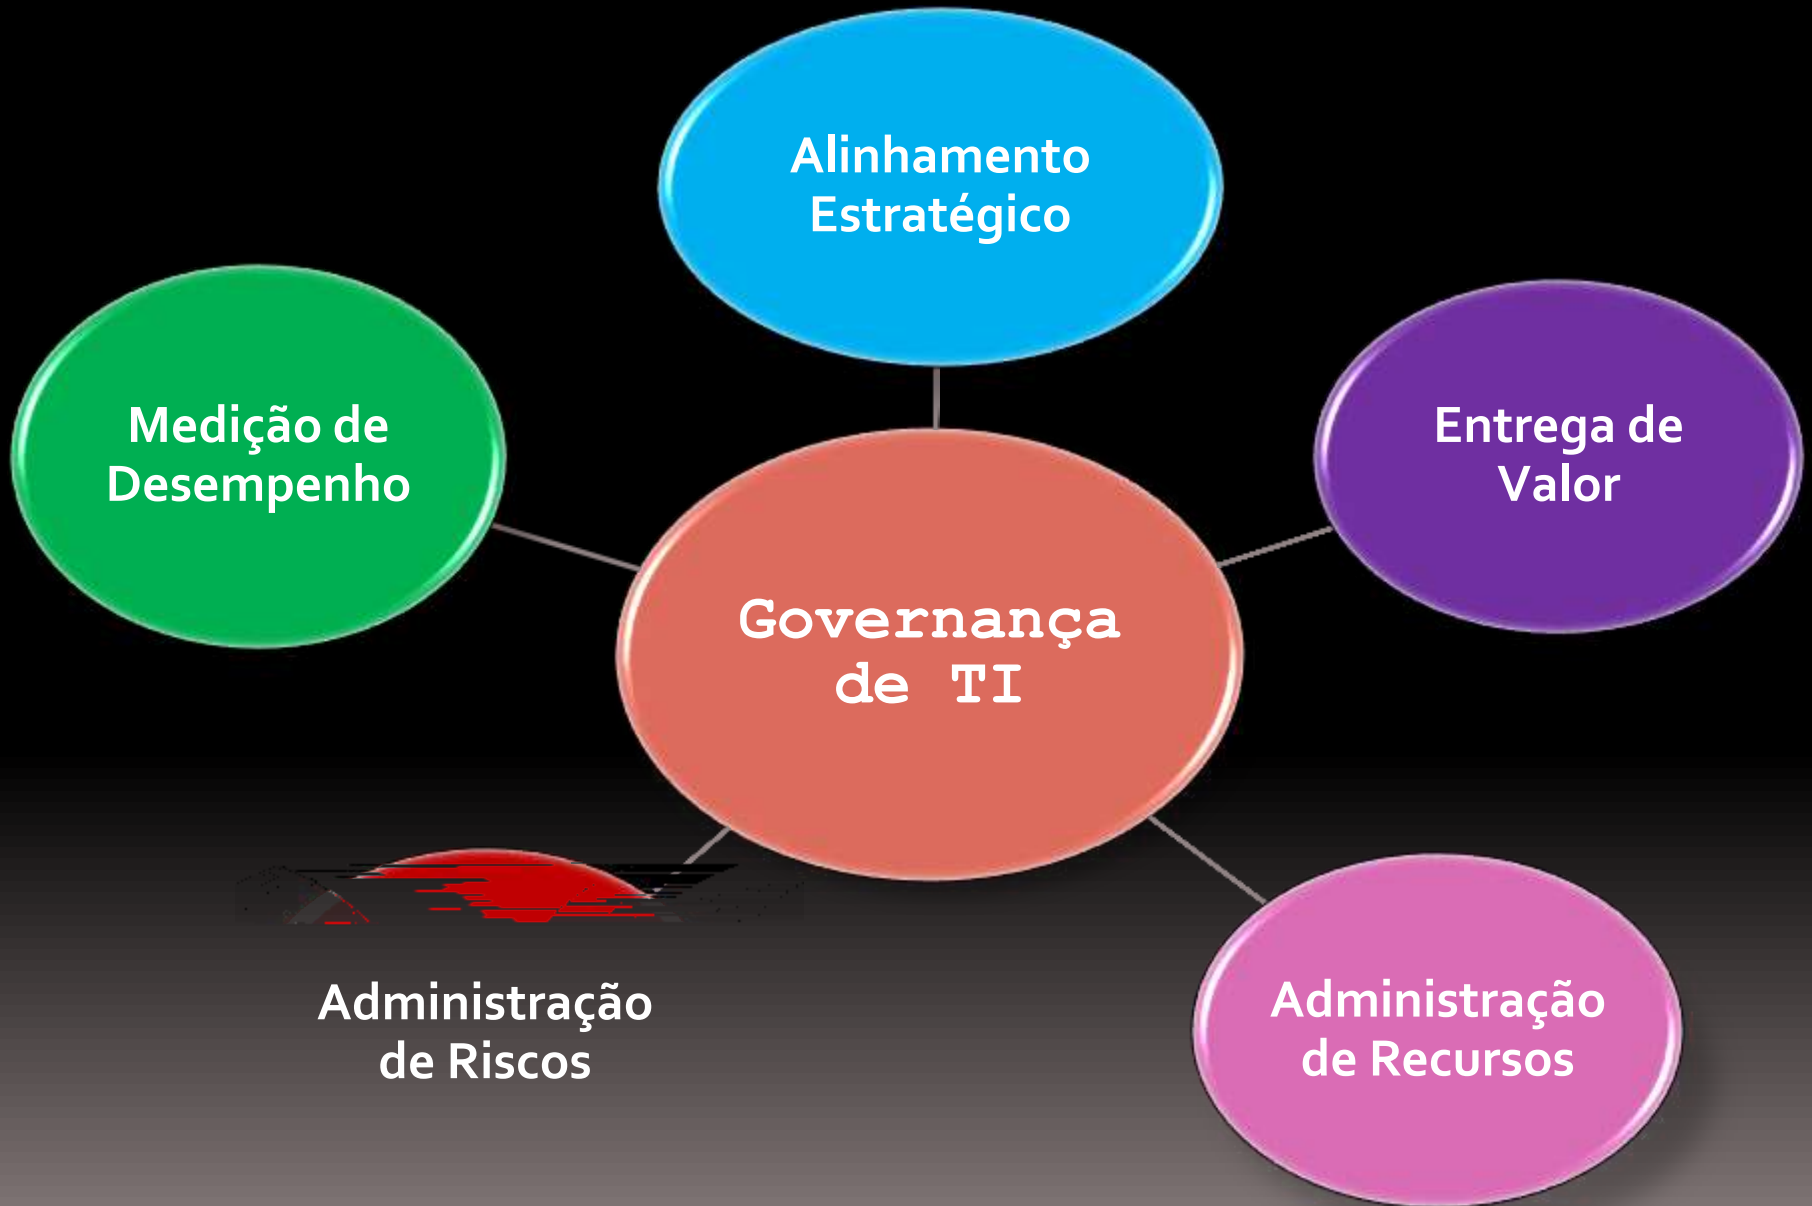 Alinhamento
Estratégico
Medição de
Desempenho
Entrega de
Valor
Governança
de TI
Administração
de Riscos
Administração
de Recursos